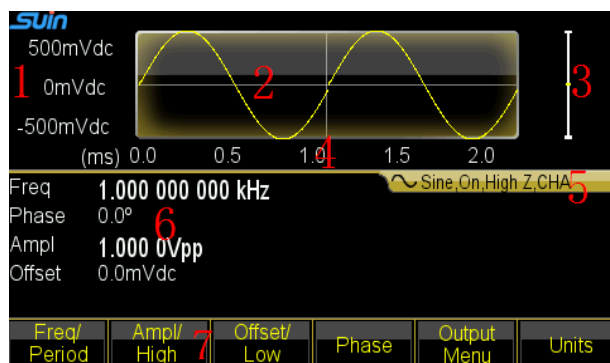 Suin
500mVdc
1 0mVdc 2 3
-500mVdc
(ms) 0.0 0.5 1.0 4 1.5 2.0
Sine,On,High Z,CHA 5
Freq 1.000 000 000 kHz
Phase 0.0° 6
Ampl 1.000 0Vpp
Offset 0.0mVdc
Freq/ Ampl/ Offset/ Output
Period High 7 Low Phase Menu Units